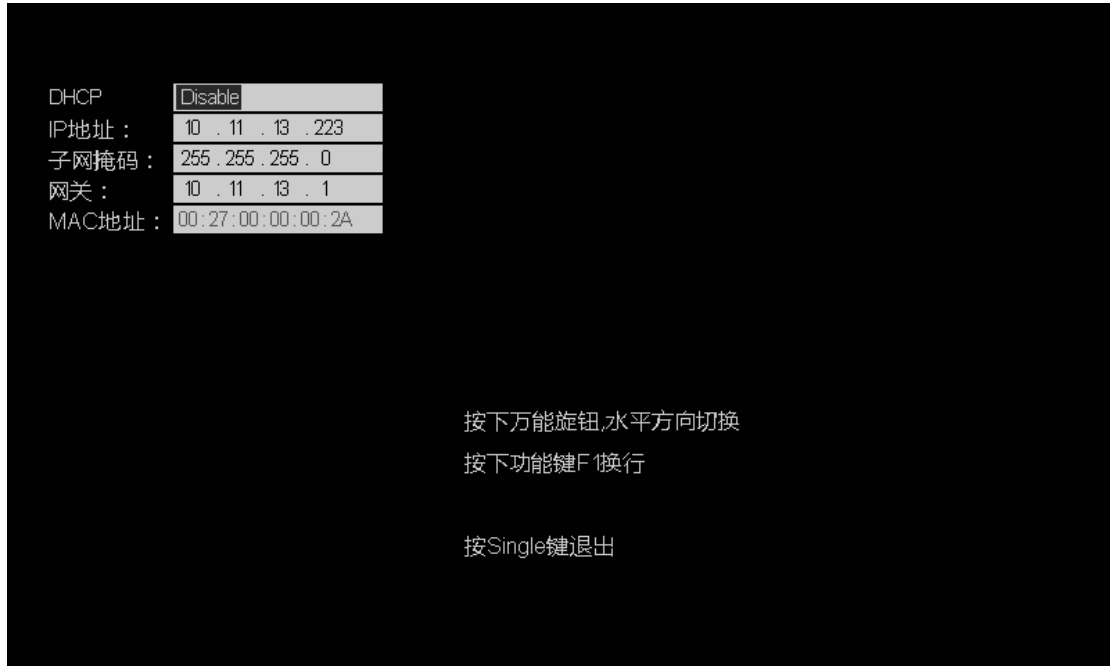 DHCP Disable
IP地址： 10 . 11 . 13 . 223
子网掩码： 255 . 255 . 255 . 0
网关： 10 . 11 . 13 . 1
MAC地址： 00:27:00:00:00:2A
按下万能旋钮,水平方向切换
按下功能键F1换行
按Single键退出